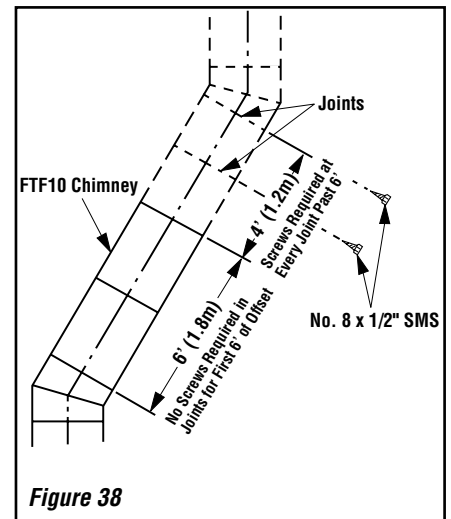 Joints
FTF10 Chimney
4' (1.2m)
Screws Required at
Every Joint Past 6'
6' (1.8m)
No Screws Required in
Joints for First 6' of Offset
No. 8 x 1/2" SMS
Figure 38